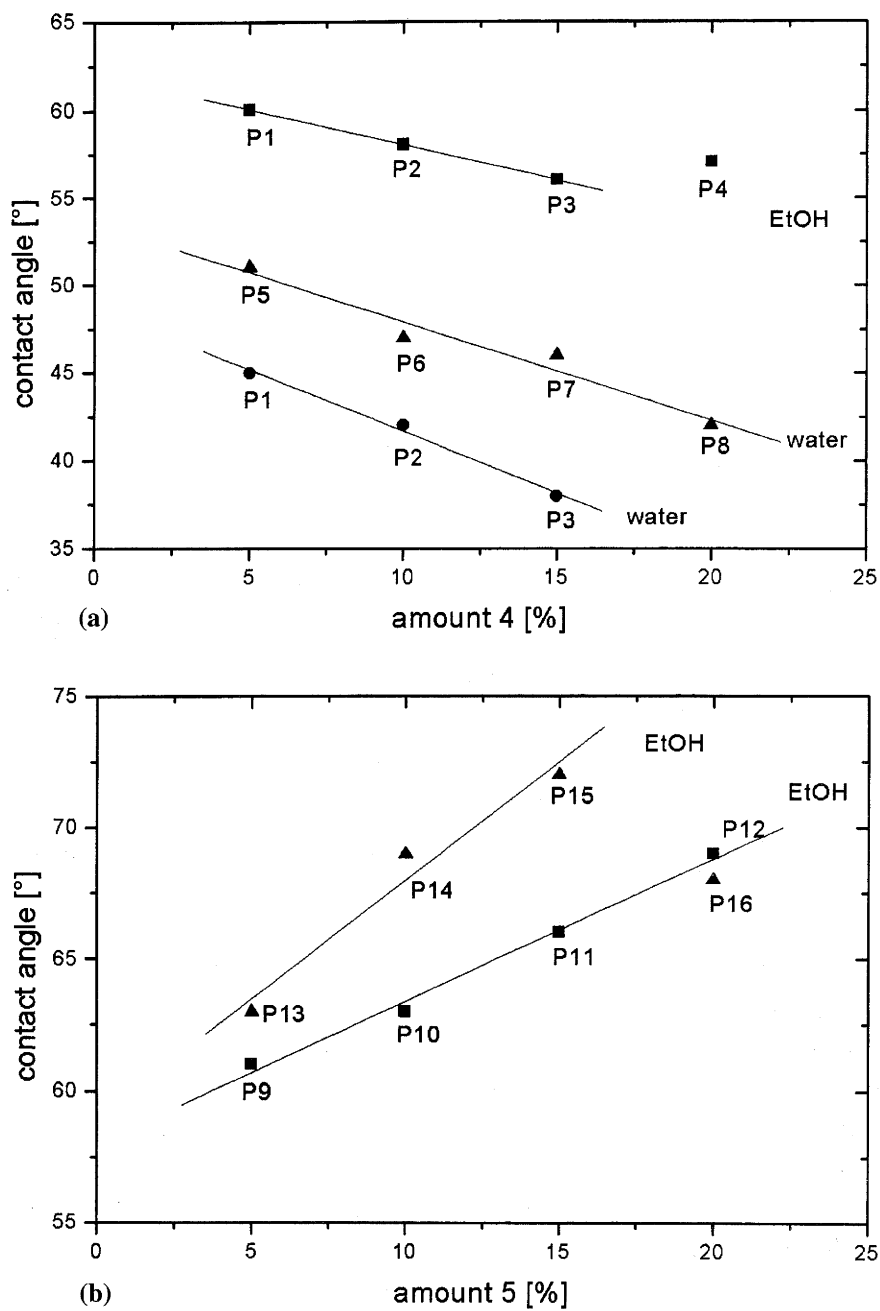 65
60
55
50
45
40
35
contact angle [°]
P1
P2
P3
P4
EtOH
P5
P6
P7
P8
water
P1
P2
P3
water
0
5
10
15
20
25
(a)
amount 4 [%]
75
70
65
60
55
contact angle [°]
EtOH
EtOH
P15
P12
P14
P16
P11
P13
P10
P9
0
5
10
15
20
25
(b)
amount 5 [%]